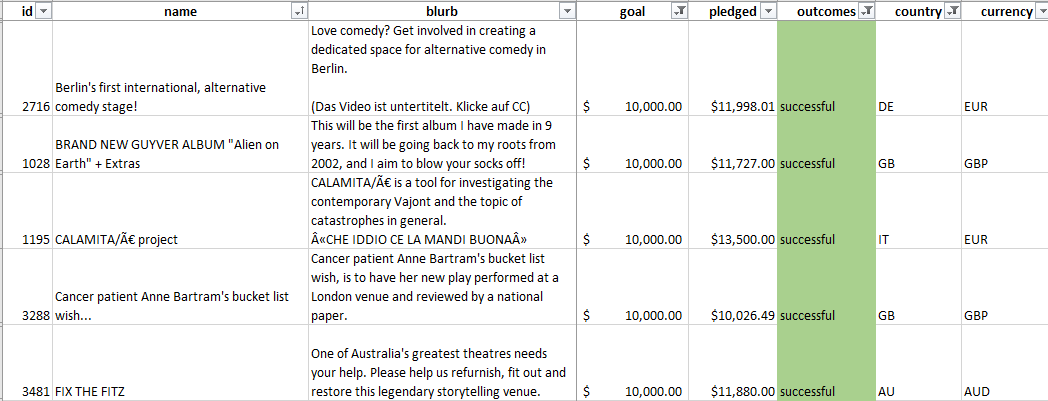 id name blurb goal pledged outcomes country currency
Love comedy? Get involved in creating a
dedicated space for alternative comedy in
Berlin.
Berlin's first international, alternative
2716 comedy stage! (Das Video ist untertitelt. Klicke auf CC) $ 10,000.00 $11,998.01 successful DE EUR
This will be the first album I have made in 9
BRAND NEW GUYVER ALBUM "Alien on years. It will be going back to my roots from
1028 Earth" + Extras 2002, and I aim to blow your socks off! $ 10,000.00 $11,727.00 successful GB GBP
CALAMITA/Ã€ is a tool for investigating the
contemporary Vajont and the topic of
catastrophes in general.
1195 CALAMITA/Ã€ project Â«CHE IDDIO CE LA MANDI BUONAÂ» $ 10,000.00 $13,500.00 successful IT EUR
Cancer patient Anne Bartram's bucket list
wish, is to have her new play performed at a
Cancer patient Anne Bartram's bucket list London venue and reviewed by a national
3288 wish... paper. $ 10,000.00 $10,026.49 successful GB GBP
One of Australia's greatest theatres needs
your help. Please help us refurnish, fit out and
3481 FIX THE FITZ restore this legendary storytelling venue. $ 10,000.00 $11,880.00 successful AU AUD